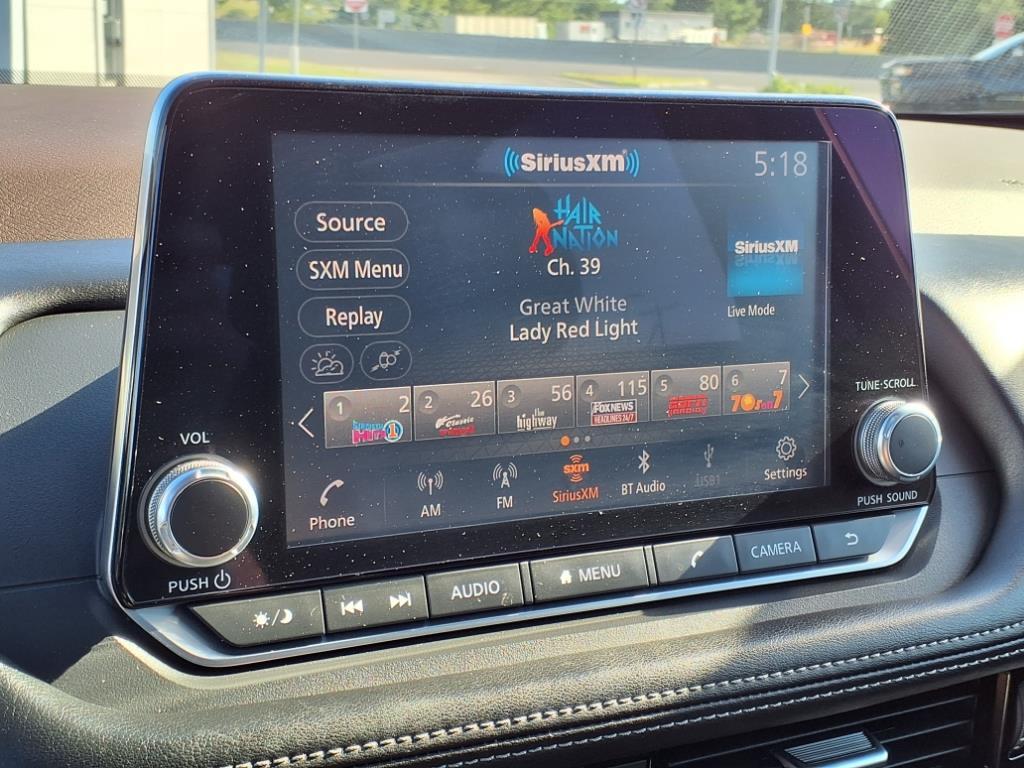 SiriusXM
5:18
Source
HAIR NATION
SiriusXM
SXM Menu
Ch. 39
Replay
Great White
Lady Red Light
Live Mode
1 2
2 26
Classic
3 56
the highway
4 115
FOX NEWS
HEADLINES 24/7
5 80
6 7
70s on 7
TUNE·SCROLL
VOL
Phone
AM
FM
sxm
SiriusXM
BT Audio
USB1
Settings
PUSH SOUND
PUSH
AUDIO
MENU
CAMERA